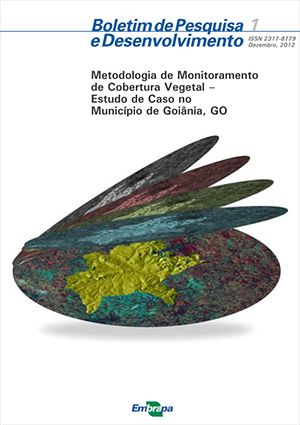 Boletim de Pesquisa 1
e Desenvolvimento
ISSN 2317-8779
Dezembro, 2012
Metodologia de Monitoramento
de Cobertura Vegetal –
Estudo de Caso no
Município de Goiânia, GO
Embrapa